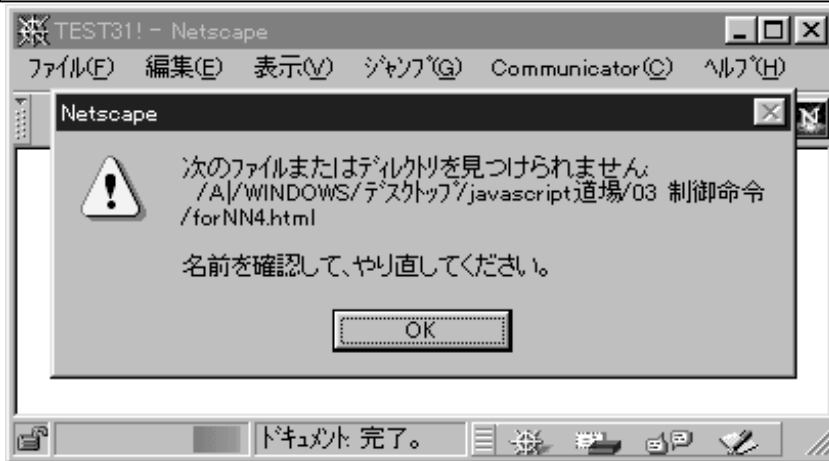 TEST31! - Netscape
ファイル(F) 編集(E) 表示(V) ジャンプ(G) Communicator(C) ヘルプ(H)
Netscape
N
次のファイルまたはディレクトリを見つけられません:
/A|/WINDOWS/デスクトップ/javascript道場/03 制御命令
/forNN4.html
名前を確認して、やり直してください。
OK
ドキュメント: 完了。